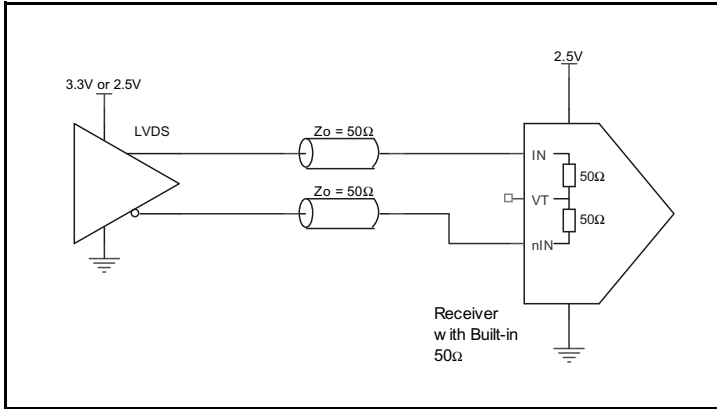 2.5V
3.3V or 2.5V
LVDS
Zo = 50Ω
IN
50Ω
VT
Zo = 50Ω
50Ω
nIN
Receiver
with Built-in
50Ω